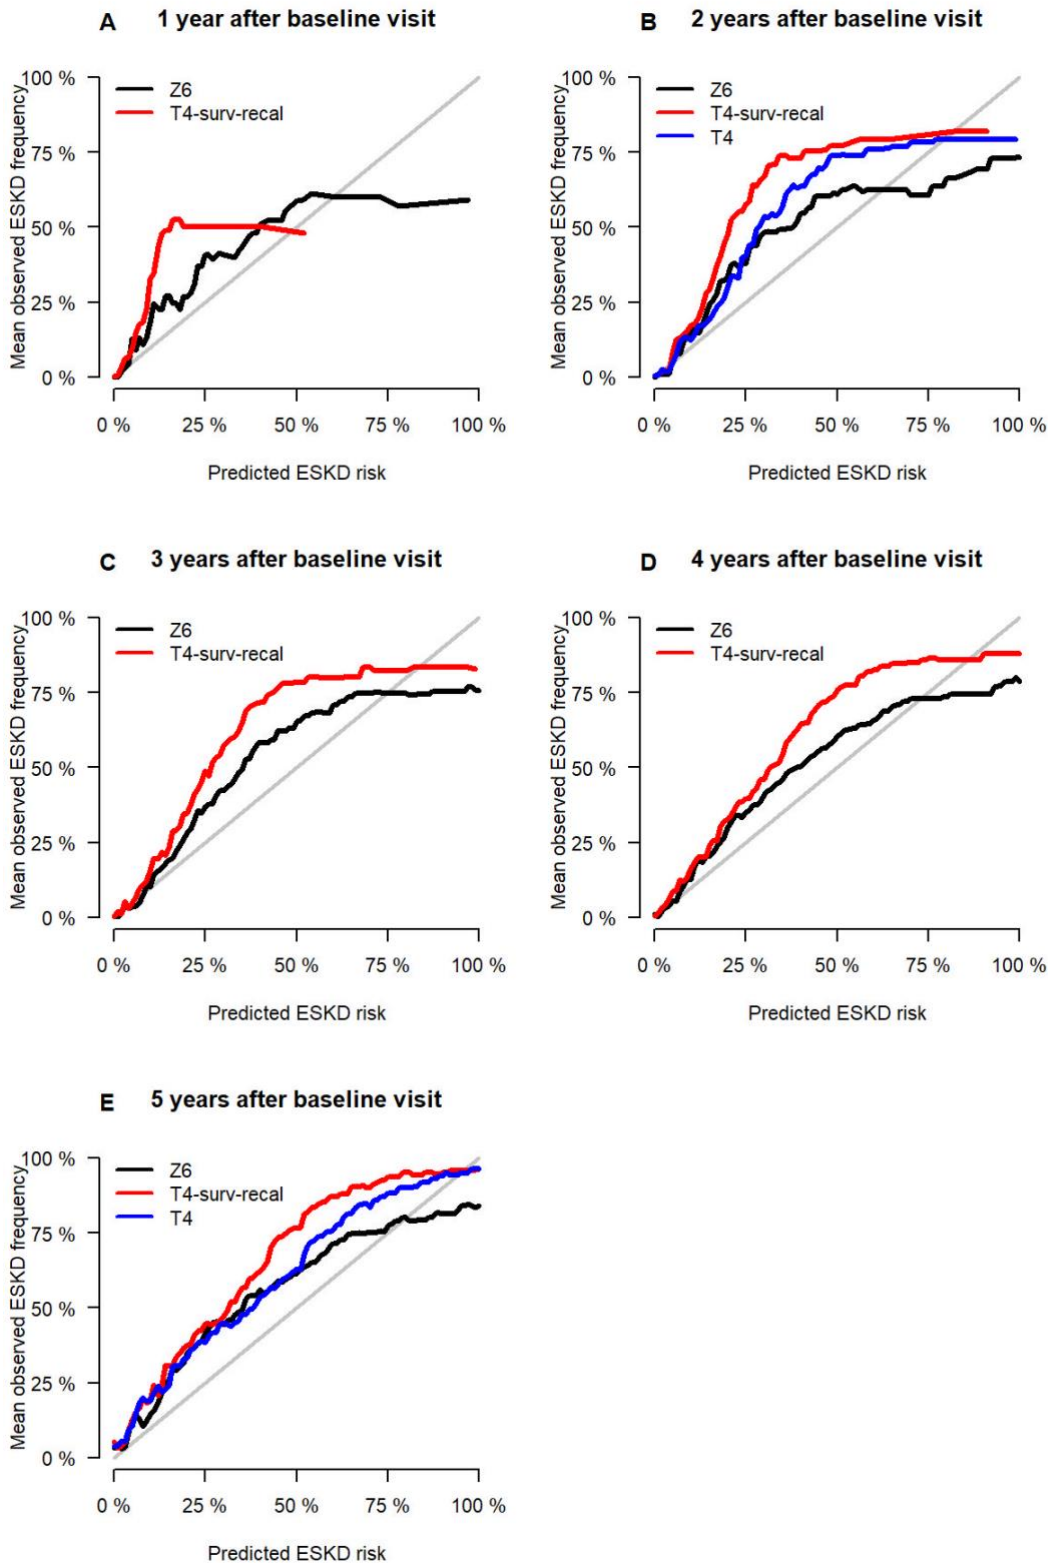 A 1 year after baseline visit
Mean observed ESKD frequency
100 %
75 %
50 %
25 %
0 %
Z6
T4-surv-recal
0 % 25 % 50 % 75 % 100 %
Predicted ESKD risk
B 2 years after baseline visit
Mean observed ESKD frequency
100 %
75 %
50 %
25 %
0 %
Z6
T4-surv-recal
T4
0 % 25 % 50 % 75 % 100 %
Predicted ESKD risk
C 3 years after baseline visit
Mean observed ESKD frequency
100 %
75 %
50 %
25 %
0 %
Z6
T4-surv-recal
0 % 25 % 50 % 75 % 100 %
Predicted ESKD risk
D 4 years after baseline visit
Mean observed ESKD frequency
100 %
75 %
50 %
25 %
0 %
Z6
T4-surv-recal
0 % 25 % 50 % 75 % 100 %
Predicted ESKD risk
E 5 years after baseline visit
Mean observed ESKD frequency
100 %
75 %
50 %
25 %
0 %
Z6
T4-surv-recal
T4
0 % 25 % 50 % 75 % 100 %
Predicted ESKD risk